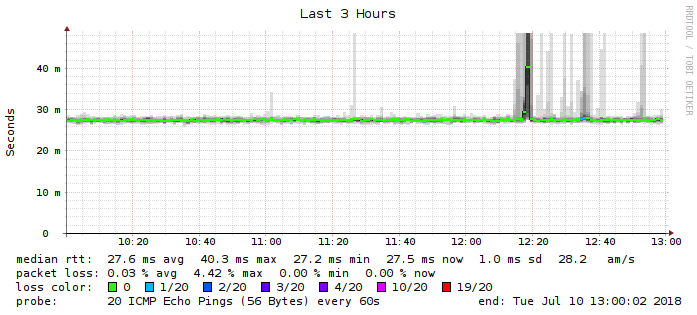 Last 3 Hours
RRDTOOL / TOBI OETIKER
Seconds
40 m
30 m
20 m
10 m
0
10:20 10:40 11:00 11:20 11:40 12:00 12:20 12:40 13:00
median rtt: 27.6 ms avg 40.3 ms max 27.2 ms min 27.5 ms now 1.0 ms sd 28.2 am/s
packet loss: 0.03 % avg 4.42 % max 0.00 % min 0.00 % now
loss color: 0 1/20 2/20 3/20 4/20 10/20 19/20
probe: 20 ICMP Echo Pings (56 Bytes) every 60s end: Tue Jul 10 13:00:02 2018